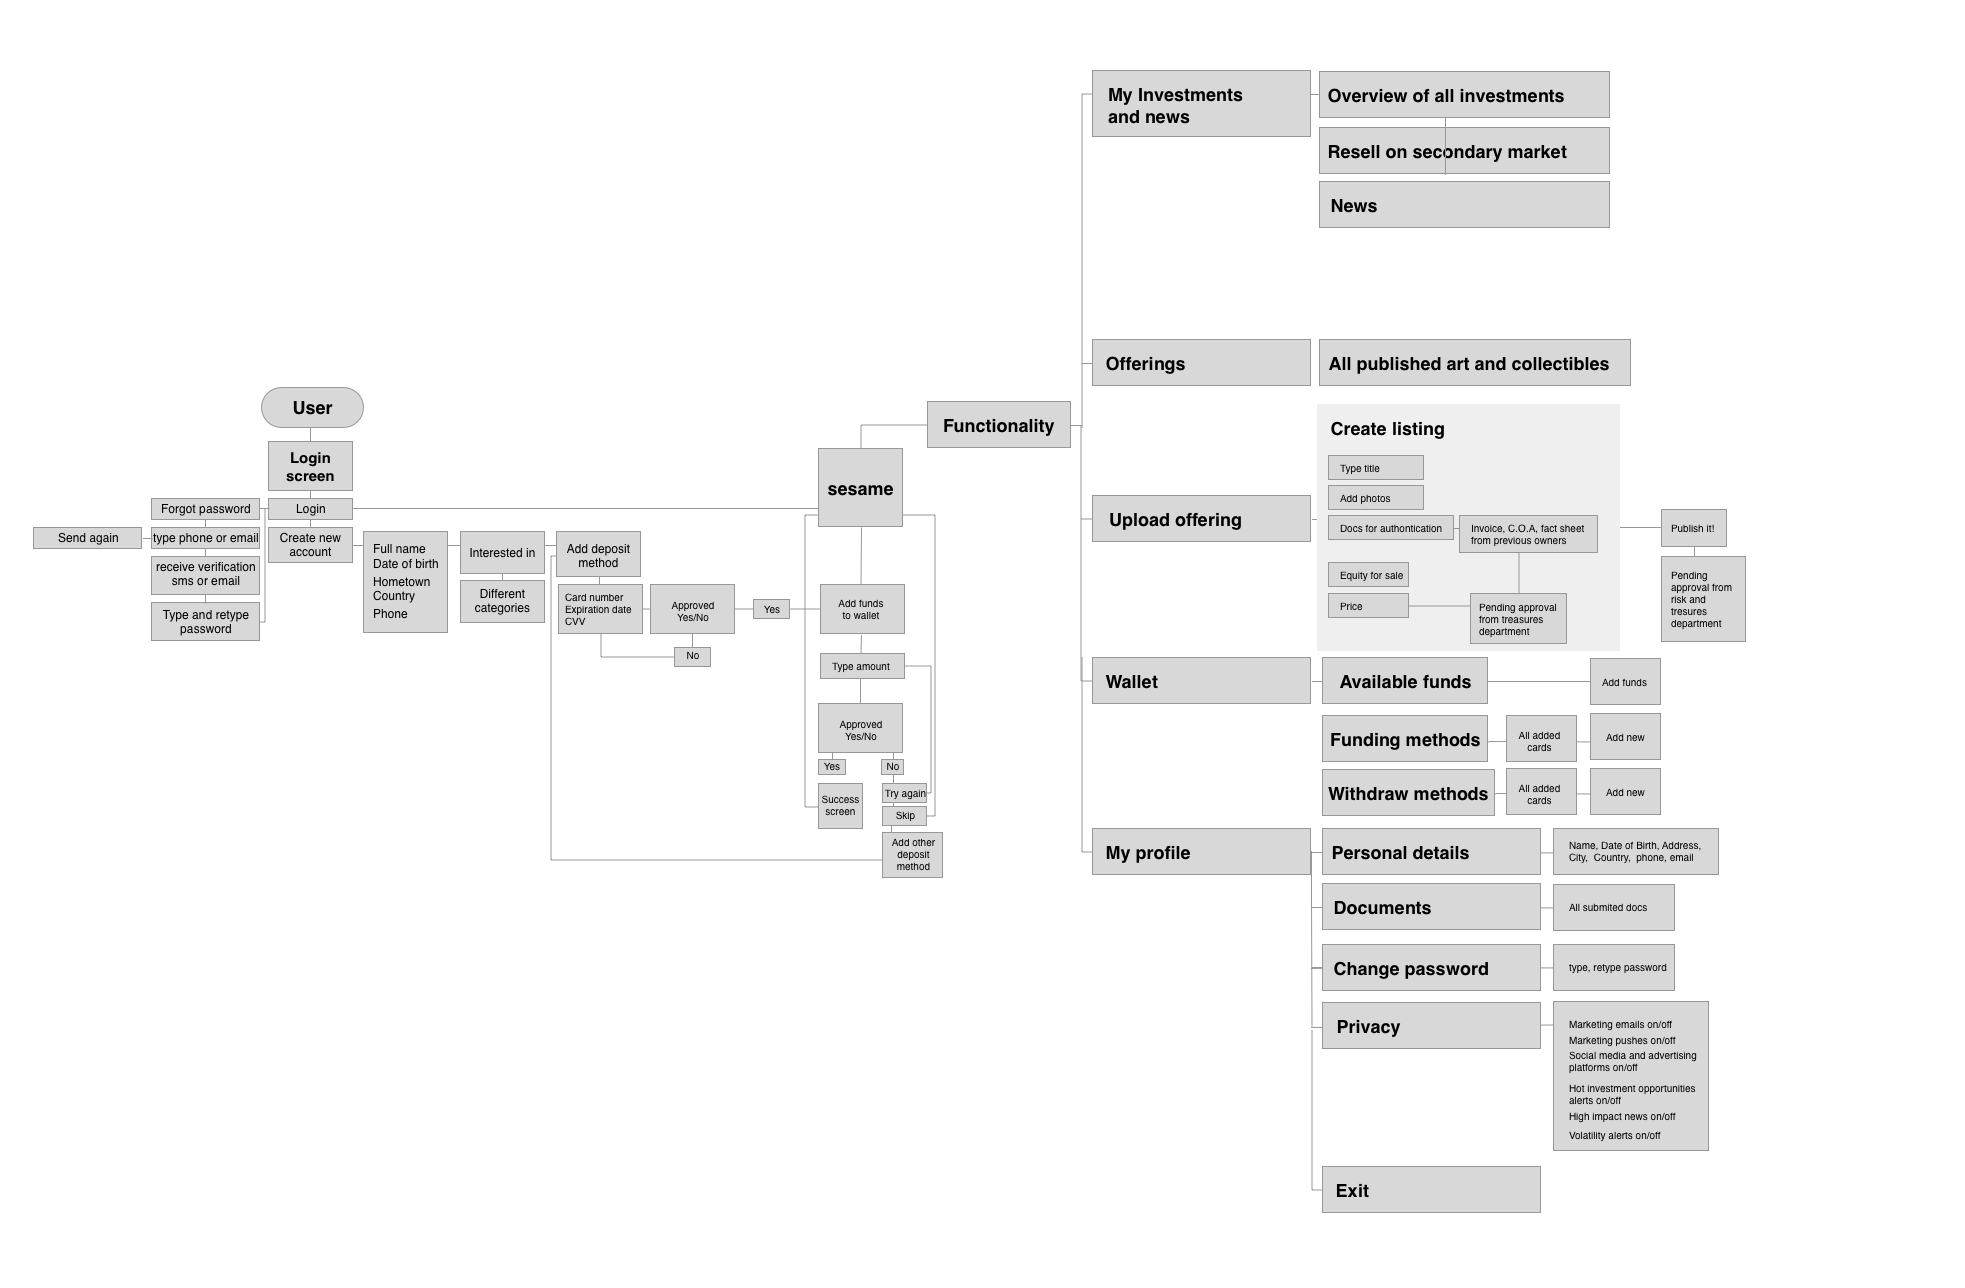 User
Login
screen
Login
Create new
account
Forgot password
type phone or email
Send again
receive verification
sms or email
Type and retype
password
Full name
Date of birth
Hometown
Country
Phone
Interested in
Different
categories
Add deposit
method
Card number
Expiration date
CVV
Approved
Yes/No
No
Yes
sesame
Add funds
to wallet
Type amount
Approved
Yes/No
Yes
No
Success
screen
Try again
Skip
Add other
deposit
method
Functionality
My Investments
and news
Overview of all investments
Resell on secondary market
News
Offerings
All published art and collectibles
Upload offering
Create listing
Type title
Add photos
Docs for authontication
Invoice, C.O.A, fact sheet
from previous owners
Equity for sale
Price
Pending approval
from treasures
department
Publish it!
Pending
approval from
risk and
tresures
department
Wallet
Available funds
Add funds
Funding methods
All added
cards
Add new
Withdraw methods
All added
cards
Add new
My profile
Personal details
Name, Date of Birth, Address,
City, Country, phone, email
Documents
All submited docs
Change password
type, retype password
Privacy
Marketing emails on/off
Marketing pushes on/off
Social media and advertising
platforms on/off
Hot investment opportunities
alerts on/off
High impact news on/off
Volatility alerts on/off
Exit